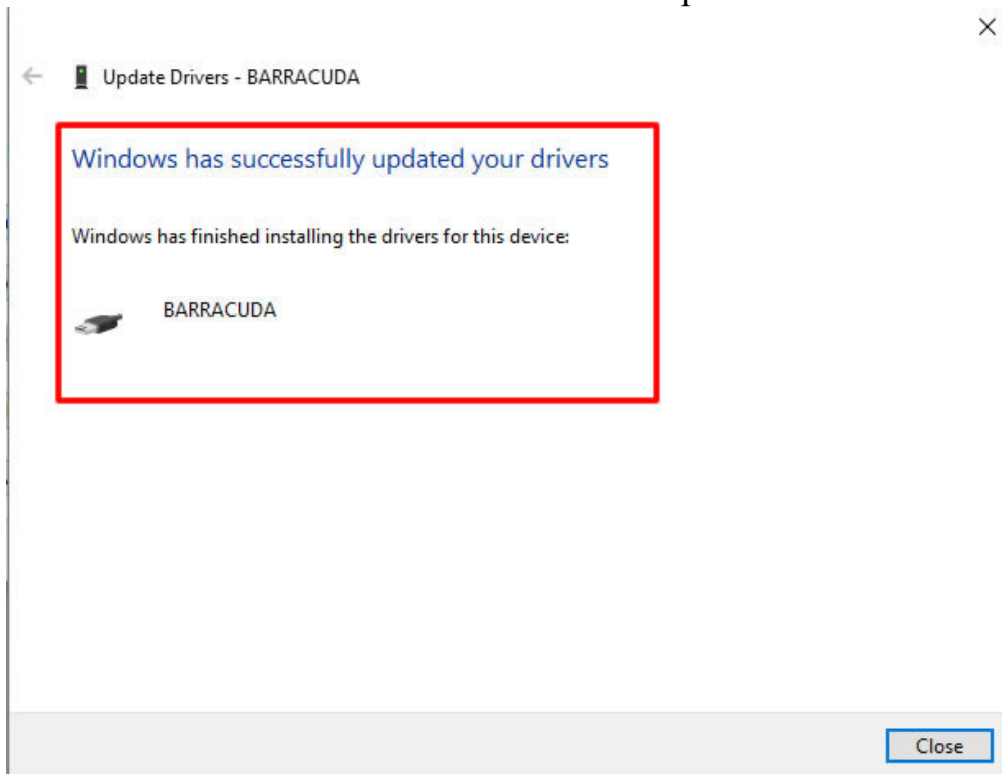 Update Drivers - BARRACUDA
Windows has successfully updated your drivers
Windows has finished installing the drivers for this device:
BARRACUDA
Close